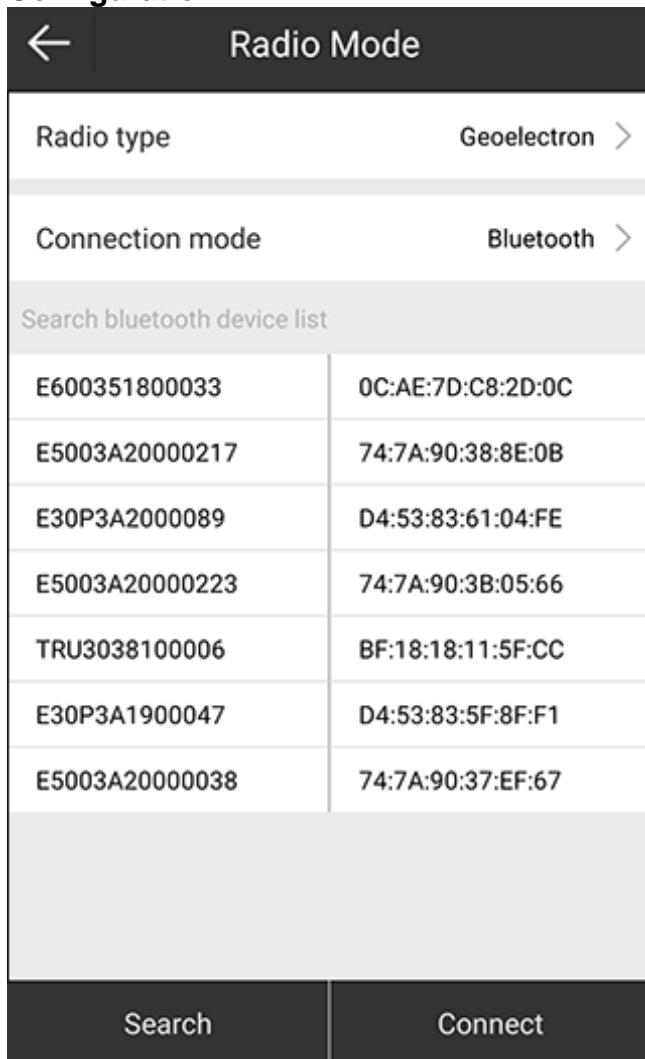 Radio Mode
Radio type Geoelectron
Connection mode Bluetooth
Search bluetooth device list
E600351800033 0C:AE:7D:C8:2D:0C
E5003A20000217 74:7A:90:38:8E:0B
E30P3A2000089 D4:53:83:61:04:FE
E5003A20000223 74:7A:90:3B:05:66
TRU3038100006 BF:18:18:11:5F:CC
E30P3A1900047 D4:53:83:5F:8F:F1
E5003A20000038 74:7A:90:37:EF:67
Search Connect